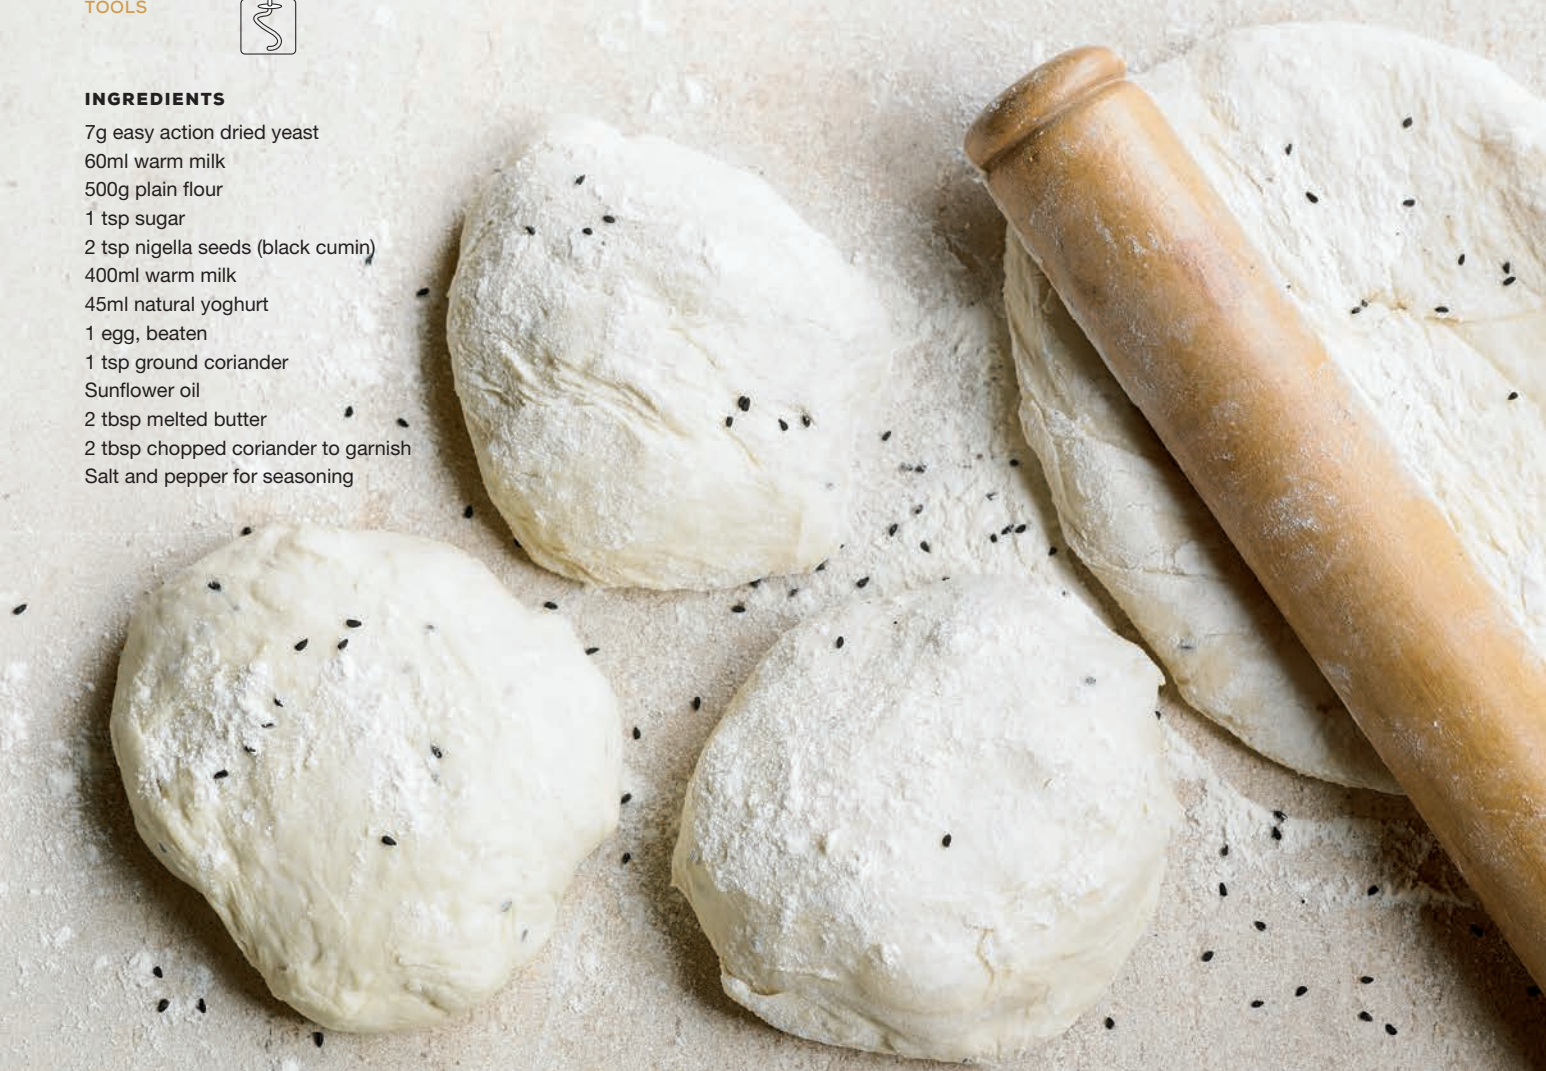 TOOLS
INGREDIENTS
7g easy action dried yeast
60ml warm milk
500g plain flour
1 tsp sugar
2 tsp nigella seeds (black cumin)
400ml warm milk
45ml natural yoghurt
1 egg, beaten
1 tsp ground coriander
Sunflower oil
2 tbsp melted butter
2 tbsp chopped coriander to garnish
Salt and pepper for seasoning